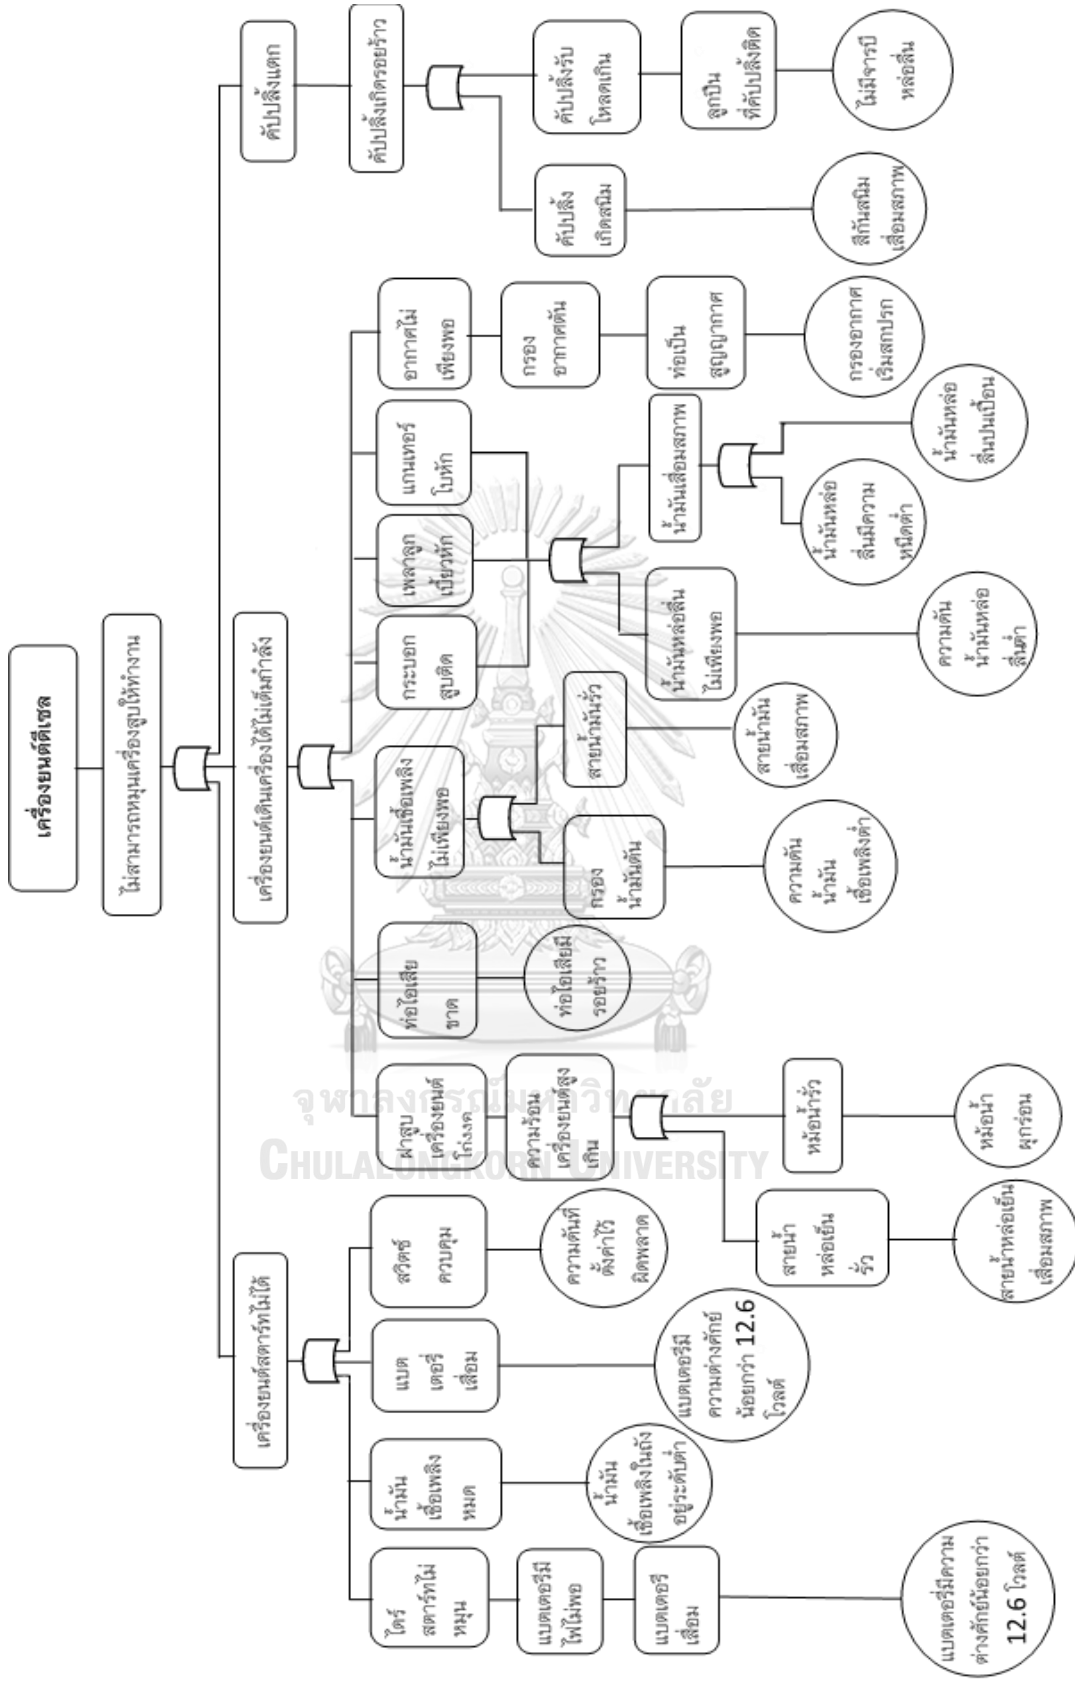 เครื่องยนต์ดีเซล
ไม่สามารถหมุนเครื่องสูบให้ทำงาน
เครื่องยนต์สตาร์ทไม่ได้
เครื่องยนต์เดินเครื่องได้ไม่เต็มกำลัง
คัปปลิ้งแตก
คัปปลิ้งเกิดรอยร้าว
ไดร์
สตาร์ทไม่
หมุน
น้ำมัน
เชื้อเพลิง
หมด
แบต
เตอรี่
เสื่อม
สวิตช์
ควบคุม
ฝาสูบ
เครื่องยนต์
โก่งงค
ท่อไอเสีย
ขาด
น้ำมันเชื้อเพลิง
ไม่เพียงพอ
กระบอก
สูบติด
เพลาลูก
เบี้ยวหัก
แกนเทอร์
โบหัก
อากาศไม่
เพียงพอ
คัปปลิ้ง
เกิดสนิม
คัปปลิ้งรับ
โหลดเกิน
แบตเตอรี่มี
ไฟไม่พอ
น้ำมัน
เชื้อเพลิงในถัง
อยู่ระดับต่ำ
ความดันที่
ตั้งค่าไว้
ผิดพลาด
ความร้อน
เครื่องยนต์สูง
เกิน
ท่อไอเสียมี
รอยร้าว
กรอง
น้ำมันตัน
สายน้ำมันรั่ว
กรอง
อากาศตัน
แบตเตอรี่
เสื่อม
แบตเตอรี่มี
ความต่างศักย์
น้อยกว่า 12.6
โวลต์
น้ำมันหล่อลื่น
ไม่เพียงพอ
น้ำมันเสื่อมสภาพ
ท่อเป็น
สูญญากาศ
ลูกปืน
ที่คัปปลิ้งติด
สายน้ำ
หล่อเย็น
รั่ว
หม้อน้ำรั่ว
ความดัน
น้ำมัน
เชื้อเพลิงต่ำ
สายน้ำมัน
เสื่อมสภาพ
น้ำมันหล่อ
ลื่นมีความ
หนืดต่ำ
กรองอากาศ
เริ่มสกปรก
สีกันสนิม
เสื่อมสภาพ
ไม่มีจารบี
หล่อลื่น
แบตเตอรี่มีความ
ต่างศักย์น้อยกว่า
12.6 โวลต์
สายน้ำหล่อเย็น
เสื่อมสภาพ
หม้อน้ำ
ผุกร่อน
ความดัน
น้ำมันหล่อ
ลื่นต่ำ
น้ำมันหล่อ
ลื่นปนเปื้อน
จุฬาลงกรณ์มหาวิทยาลัย
CHULALONGKORN UNIVERSITY